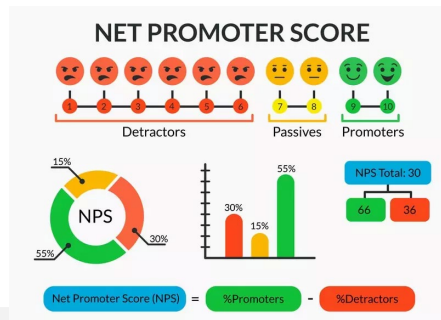 NET PROMOTER SCORE
1 2 3 4 5 6 7 8 9 10
Detractors Passives Promoters
15%
NPS
30%
55%
30%
15%
55%
NPS Total: 30
66 36
Net Promoter Score (NPS) = %Promoters - %Detractors